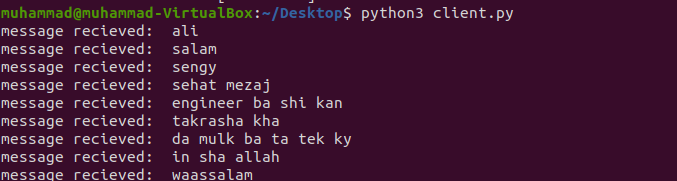 muhammad@muhammad-VirtualBox:~/Desktop$ python3 client.py
message recieved:  ali
message recieved:  salam
message recieved:  sengy
message recieved:  sehat mezaj
message recieved:  engineer ba shi kan
message recieved:  takrasha kha
message recieved:  da mulk ba ta tek ky
message recieved:  in sha allah
message recieved:  waassalam